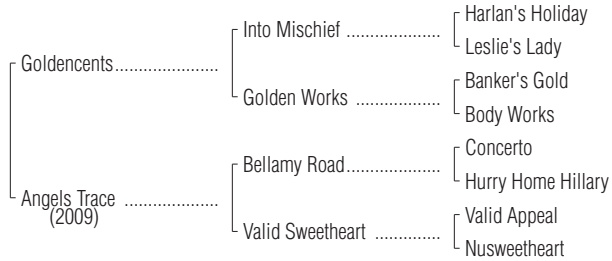 Harlan's Holiday
Into Mischief ...................
Leslie's Lady
Goldencents.....................
Banker's Gold
Golden Works .................
Body Works
Concerto
Bellamy Road...................
Hurry Home Hillary
Angels Trace ...................
(2009)
Valid Appeal
Valid Sweetheart .............
Nusweetheart